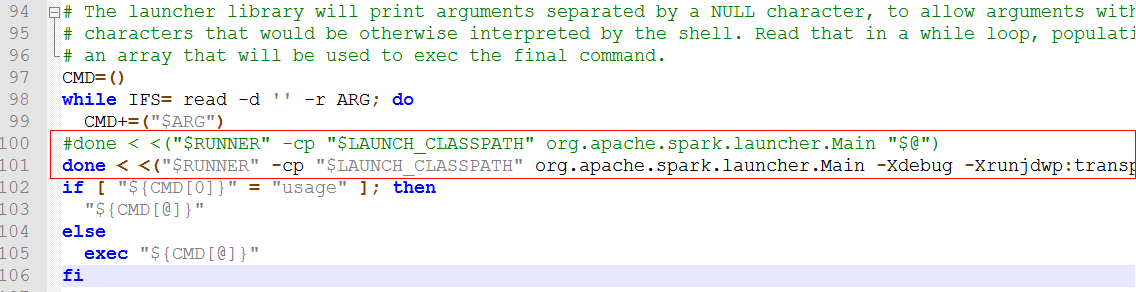 94 # The launcher library will print arguments separated by a NULL character, to allow arguments with
95 # characters that would be otherwise interpreted by the shell. Read that in a while loop, populati
96 # an array that will be used to exec the final command.
97 CMD=()
98 while IFS= read -d '' -r ARG; do
99 CMD+=("$ARG")
100 #done < <("$RUNNER" -cp "$LAUNCH_CLASSPATH" org.apache.spark.launcher.Main "$@")
101 done < <("$RUNNER" -cp "$LAUNCH_CLASSPATH" org.apache.spark.launcher.Main -Xdebug -Xrunjdwp:transp
102 if [ "${CMD[0]}" = "usage" ]; then
103 "${CMD[@]}"
104 else
105 exec "${CMD[@]}"
106 fi